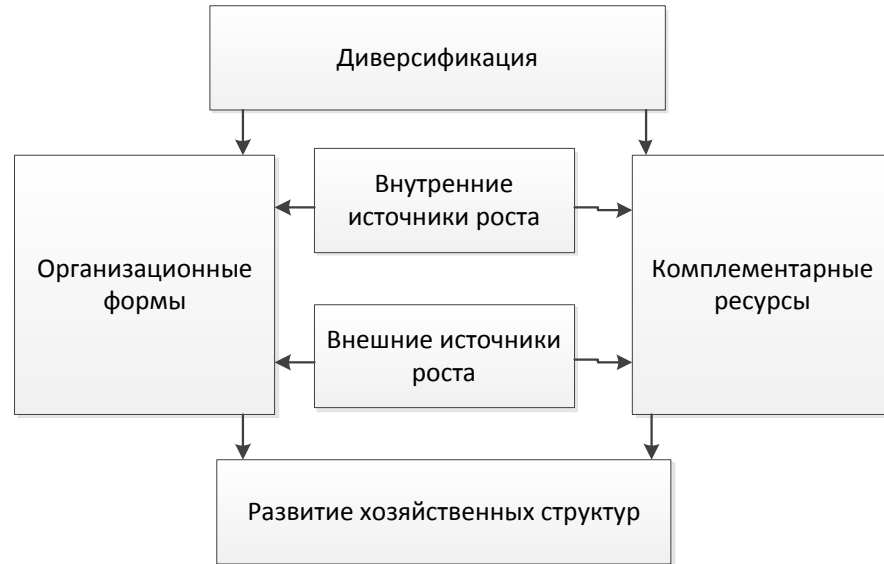 Диверсификация
Внутренние
источники роста
Организационные
формы
Комплементарные
ресурсы
Внешние источники
роста
Развитие хозяйственных структур